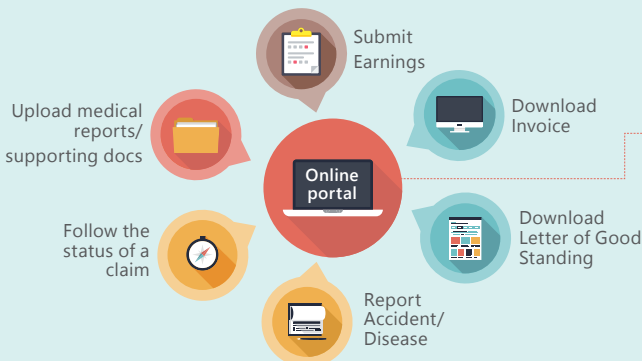 Submit
Earnings
Download
Invoice
Download
Letter of Good
Standing
Report
Accident/
Disease
Follow the
status of a
claim
Upload medical
reports/
supporting docs
Online
portal